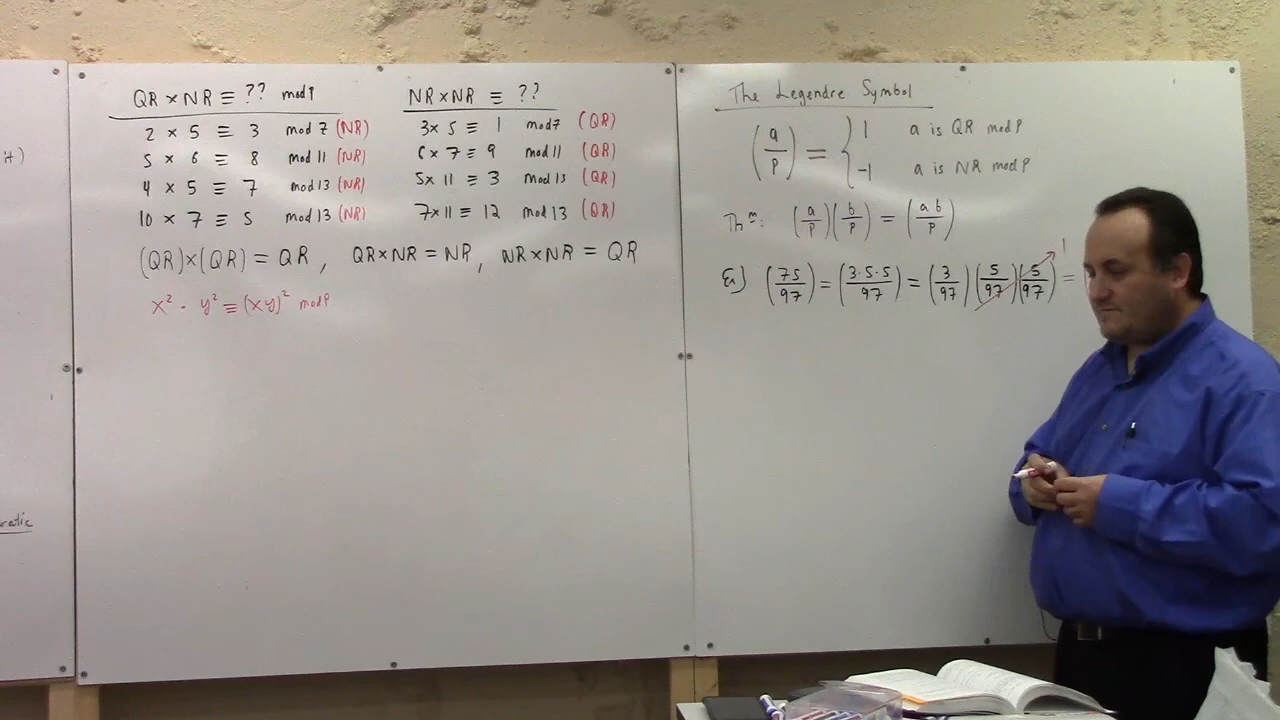 QR × NR ≡ ?? mod p
2 × 5 ≡ 3 mod 7 (NR)
5 × 6 ≡ 8 mod 11 (NR)
4 × 5 ≡ 7 mod 13 (NR)
10 × 7 ≡ 5 mod 13 (NR)
NR × NR ≡ ??
3 × 5 ≡ 1 mod 7 (QR)
6 × 7 ≡ 9 mod 11 (QR)
5 × 11 ≡ 3 mod 13 (QR)
7 × 11 ≡ 12 mod 13 (QR)
(QR)×(QR) = QR , QR × NR = NR , NR × NR = QR
x² · y² ≡ (xy)² mod p
The Legendre Symbol
(a/p) = { 1 a is QR mod p
-1 a is NR mod p
Thᵐ: (a/p)(b/p) = (ab/p)
Ex) (75/97) = (3·5·5/97) = (3/97)(5/97)(5/97) = 1